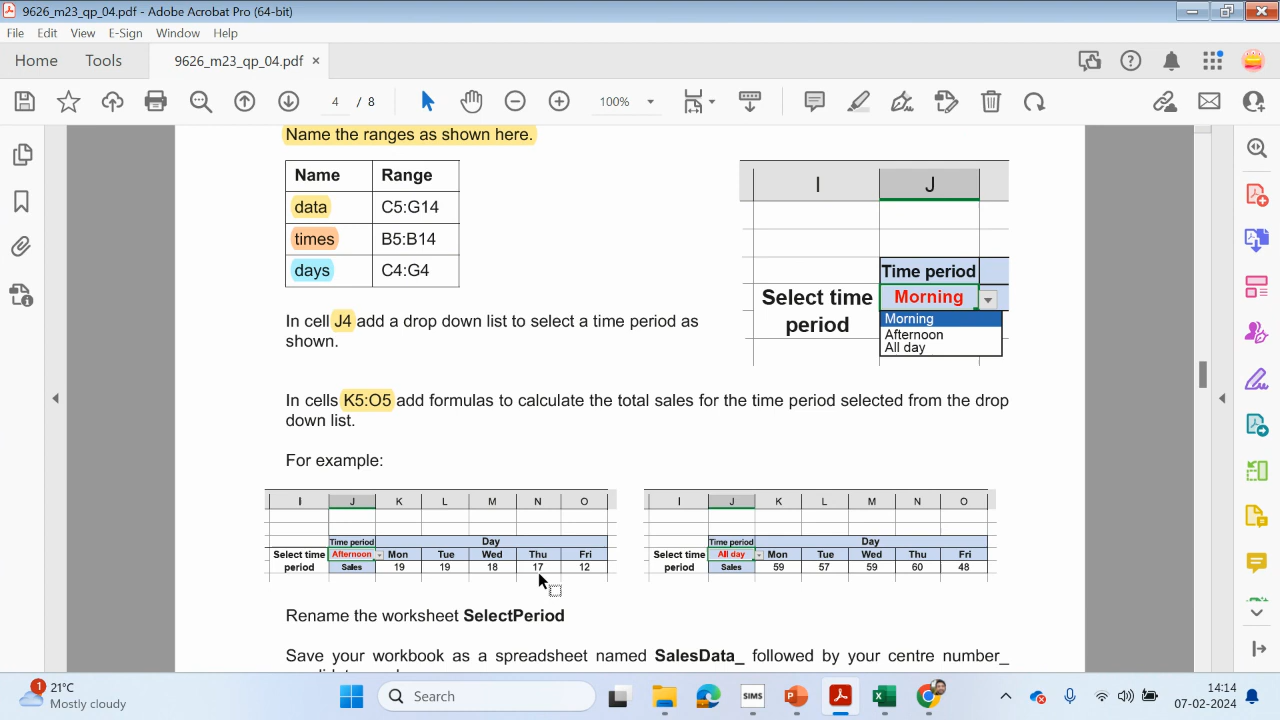 9626_m23_qp_04.pdf - Adobe Acrobat Pro (64-bit)
File Edit View E-Sign Window Help
Home Tools 9626_m23_qp_04.pdf ×
4 / 8 100%
Name the ranges as shown here.
Name Range
data C5:G14
times B5:B14
days C4:G4
I J
Time period
Select time period
Morning
Morning
Afternoon
All day
In cell J4 add a drop down list to select a time period as
shown.
In cells K5:O5 add formulas to calculate the total sales for the time period selected from the drop
down list.
For example:
I J K L M N O
Time period Day
Select time period Afternoon Mon Tue Wed Thu Fri
Sales 19 19 18 17 12
I J K L M N O
Time period Day
Select time period All day Mon Tue Wed Thu Fri
Sales 59 57 59 60 48
Rename the worksheet SelectPeriod
Save your workbook as a spreadsheet named SalesData_ followed by your centre number_
1
21°C
Mostly cloudy
Search
SIMS
14:14
07-02-2024